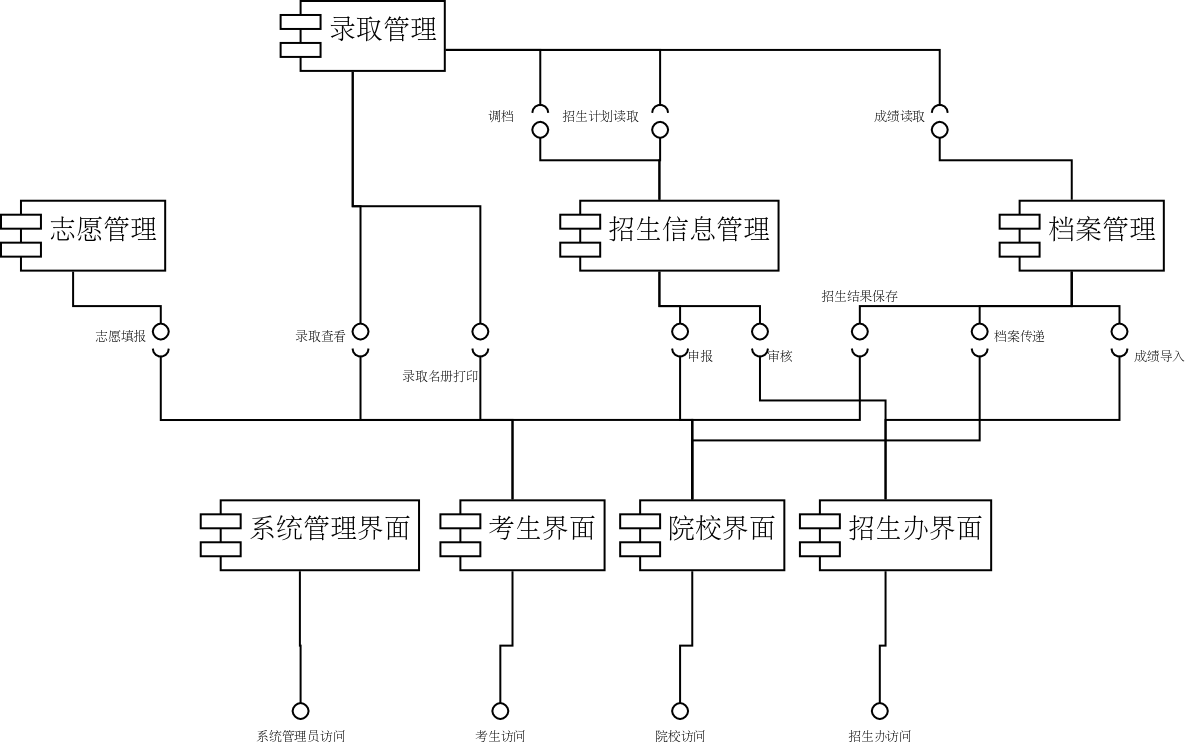 录取管理
调档
招生计划读取
成绩读取
志愿管理
招生信息管理
档案管理
招生结果保存
志愿填报
录取查看
档案传递
申报
审核
成绩导入
录取名册打印
系统管理界面
考生界面
院校界面
招生办界面
系统管理员访问
考生访问
院校访问
招生办访问